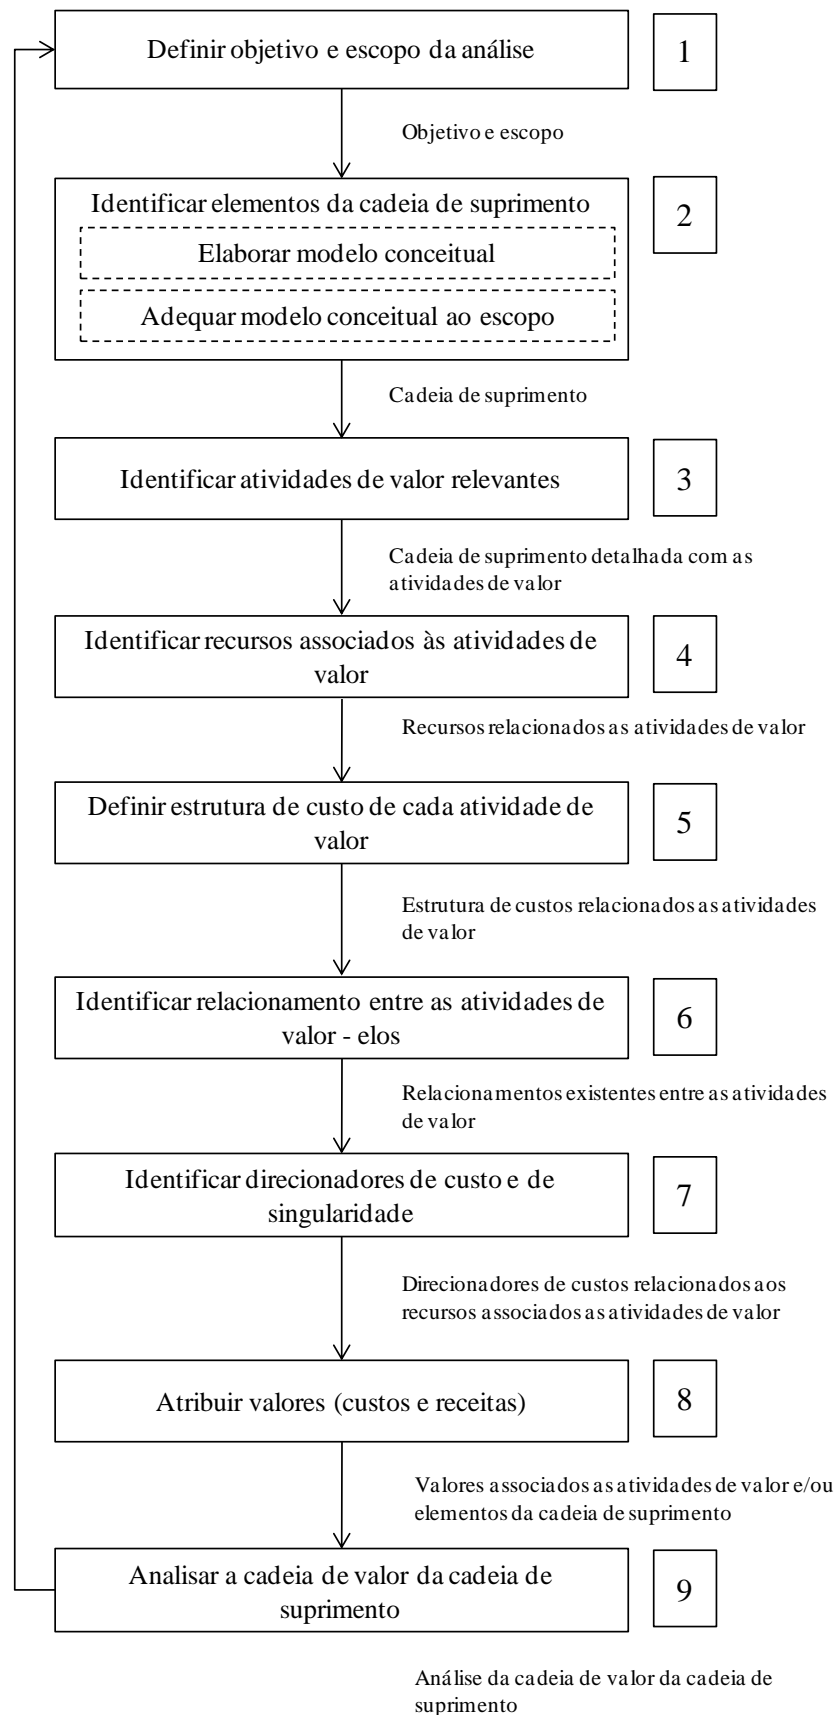 Definir objetivo e escopo da análise
1
Objetivo e escopo
Identificar elementos da cadeia de suprimento
2
Elaborar modelo conceitual
Adequar modelo conceitual ao escopo
Cadeia de suprimento
Identificar atividades de valor relevantes
3
Cadeia de suprimento detalhada com as
atividades de valor
Identificar recursos associados às atividades de
valor
4
Recursos relacionados as atividades de valor
Definir estrutura de custo de cada atividade de
valor
5
Estrutura de custos relacionados as atividades
de valor
Identificar relacionamento entre as atividades de
valor - elos
6
Relacionamentos existentes entre as atividades
de valor
Identificar direcionadores de custo e de
singularidade
7
Direcionadores de custos relacionados aos
recursos associados as atividades de valor
Atribuir valores (custos e receitas)
8
Valores associados as atividades de valor e/ou
elementos da cadeia de suprimento
Analisar a cadeia de valor da cadeia de
suprimento
9
Análise da cadeia de valor da cadeia de
suprimento